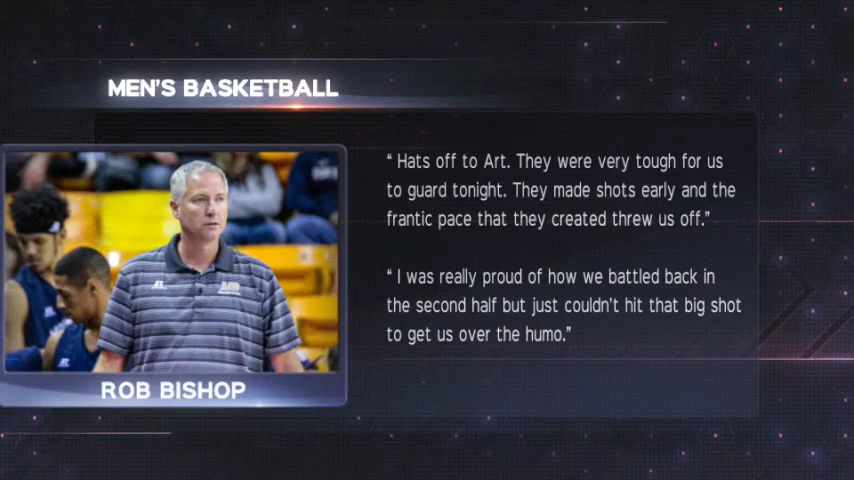 MEN'S BASKETBALL
“ Hats off to Art. They were very tough for us
to guard tonight. They made shots early and the
frantic pace that they created threw us off.”
“ I was really proud of how we battled back in
the second half but just couldn't hit that big shot
to get us over the humo.”
ROB BISHOP